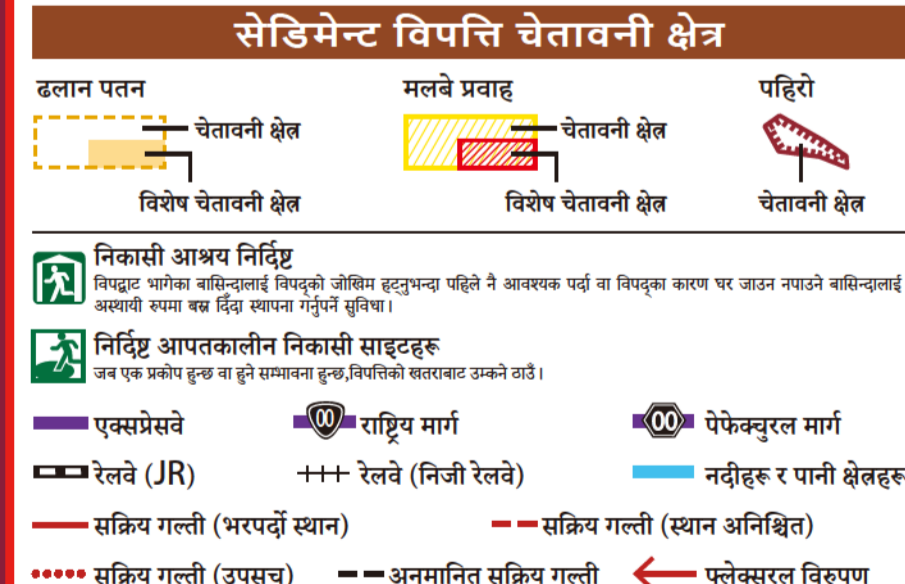 सेडिमेन्ट विपत्ति चेतावनी क्षेत्र
ढलान पतन
मलबे प्रवाह
पहिरो
चेतावनी क्षेत्र
चेतावनी क्षेत्र
विशेष चेतावनी क्षेत्र
विशेष चेतावनी क्षेत्र
चेतावनी क्षेत्र
निकासी आश्रय निर्दिष्ट
विपद्बाट भागेका बासिन्दालाई विपद्को जोखिम हट्नुभन्दा पहिले नै आवश्यक पर्दा वा विपद्का कारण घर जाउन नपाउने बासिन्दालाई
अस्थायी रुपमा बस्न दिँदा स्थापना गर्नुपर्ने सुविधा।
निर्दिष्ट आपतकालीन निकासी साइटहरू
जब एक प्रकोप हुन्छ वा हुने सम्भावना हुन्छ,विपत्तिको खतराबाट उम्कने ठाउँ।
एक्सप्रेसवे
00 राष्ट्रिय मार्ग
00 पेफेक्चुरल मार्ग
रेलवे (JR)
रेलवे (निजी रेलवे)
नदीहरू र पानी क्षेत्रहरू
सक्रिय गल्ती (भरपर्दो स्थान)
सक्रिय गल्ती (स्थान अनिश्चित)
सक्रिय गल्ती (उपसच)
अनुमानित सक्रिय गल्ती
फ्लेक्सरल विरुपण